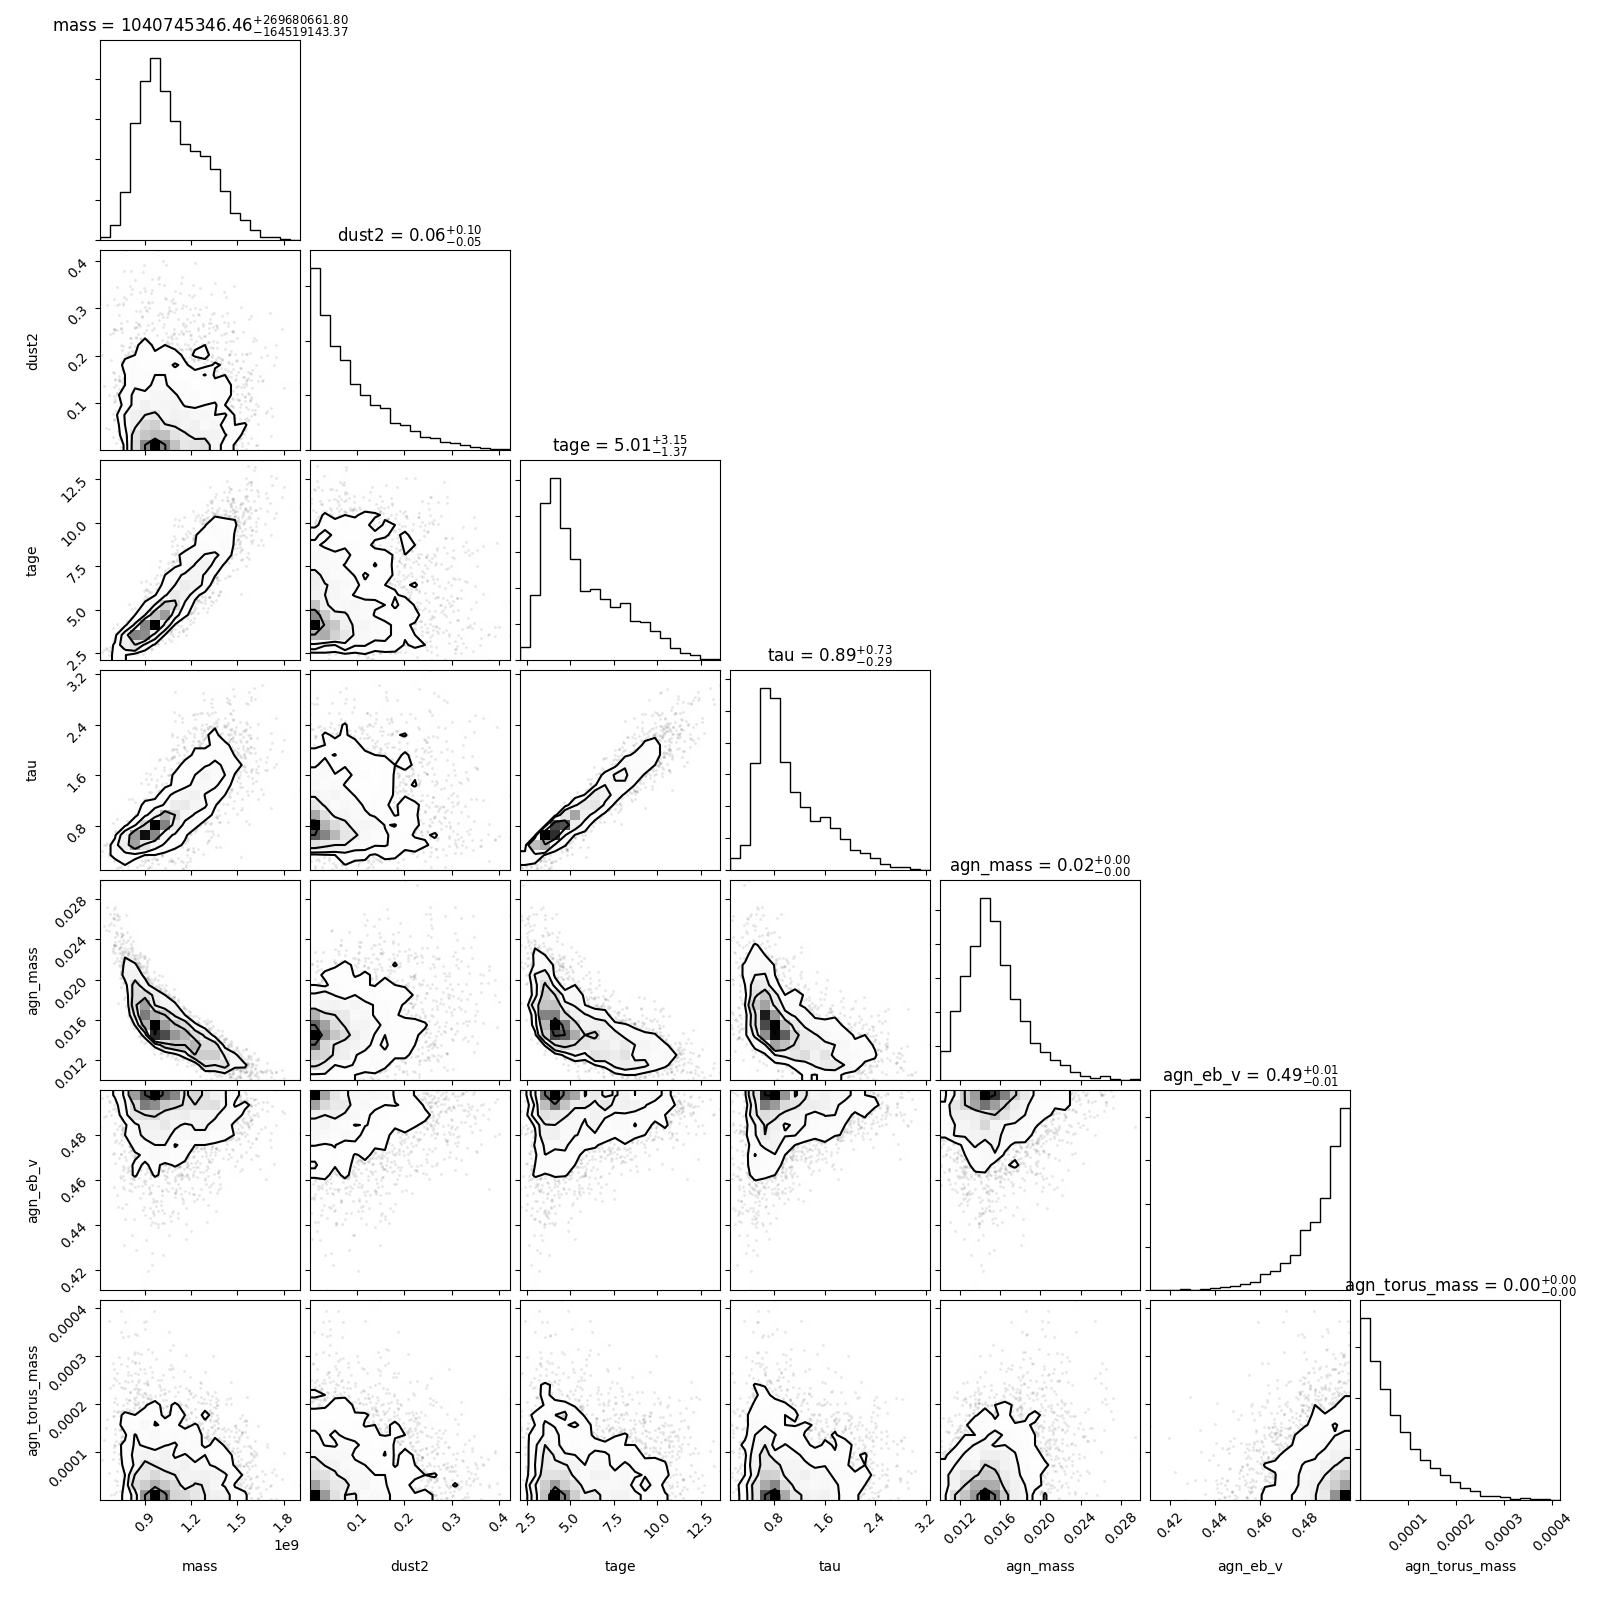 mass = 1040745346.46+269680661.80 −164519143.37
dust2 = 0.06+0.10 −0.05
0.4
0.3
0.2
0.1
dust2
tage = 5.01+3.15 −1.37
12.5
10.0
7.5
5.0
2.5
tage
tau = 0.89+0.73 −0.29
3.2
2.4
1.6
0.8
tau
agn_mass = 0.02+0.00 −0.00
0.028
0.024
0.020
0.016
0.012
agn_mass
agn_eb_v = 0.49+0.01 −0.01
0.48
0.46
0.44
0.42
agn_eb_v
agn_torus_mass = 0.00+0.00 −0.00
0.0004
0.0003
0.0002
0.0001
agn_torus_mass
0.9 1.2 1.5 1.8 0.1 0.2 0.3 0.4 2.5 5.0 7.5 10.0 12.5 0.8 1.6 2.4 3.2 0.012 0.016 0.020 0.024 0.028 0.42 0.44 0.46 0.48 0.0001 0.0002 0.0003 0.0004
1e9
mass dust2 tage tau agn_mass agn_eb_v agn_torus_mass